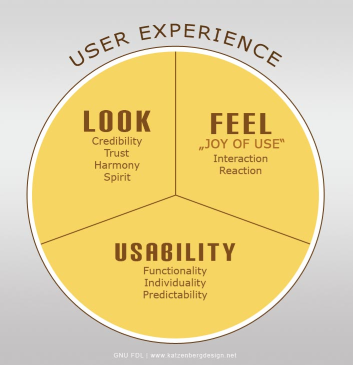 USER EXPERIENCE
LOOK
Credibility
Trust
Harmony
Spirit
FEEL
„JOY OF USE“
Interaction
Reaction
USABILITY
Functionality
Individuality
Predictability
GNU FDL | www.katzenbergdesign.net